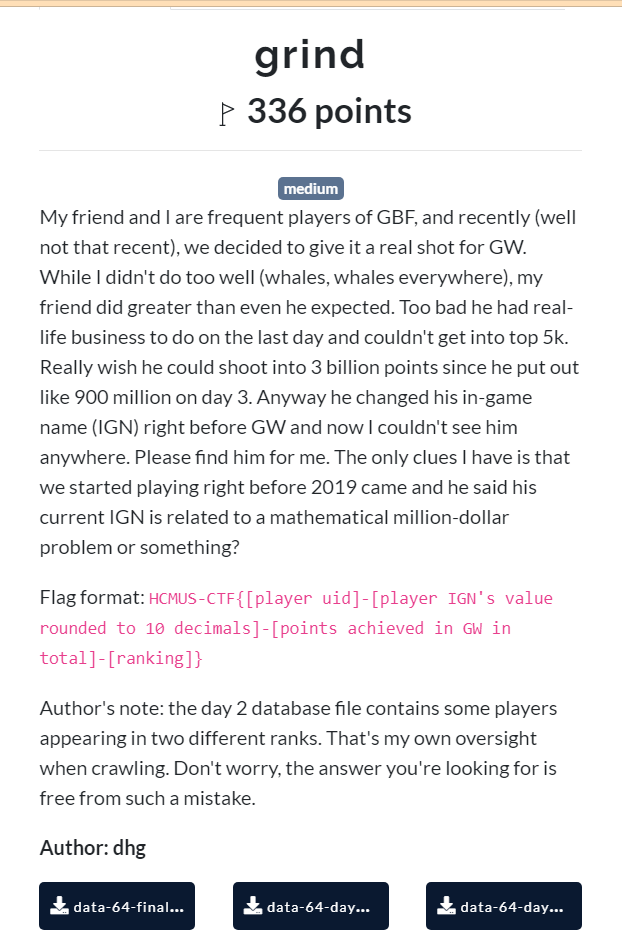 grind
336 points
medium
My friend and I are frequent players of GBF, and recently (well
not that recent), we decided to give it a real shot for GW.
While I didn't do too well (whales, whales everywhere), my
friend did greater than even he expected. Too bad he had real-
life business to do on the last day and couldn't get into top 5k.
Really wish he could shoot into 3 billion points since he put out
like 900 million on day 3. Anyway he changed his in-game
name (IGN) right before GW and now I couldn't see him
anywhere. Please find him for me. The only clues I have is that
we started playing right before 2019 came and he said his
current IGN is related to a mathematical million-dollar
problem or something?
Flag format: HCMUS-CTF{[player uid]-[player IGN's value
rounded to 10 decimals]-[points achieved in GW in
total]-[ranking]}
Author's note: the day 2 database file contains some players
appearing in two different ranks. That's my own oversight
when crawling. Don't worry, the answer you're looking for is
free from such a mistake.
Author: dhg
data-64-final... data-64-day... data-64-day...